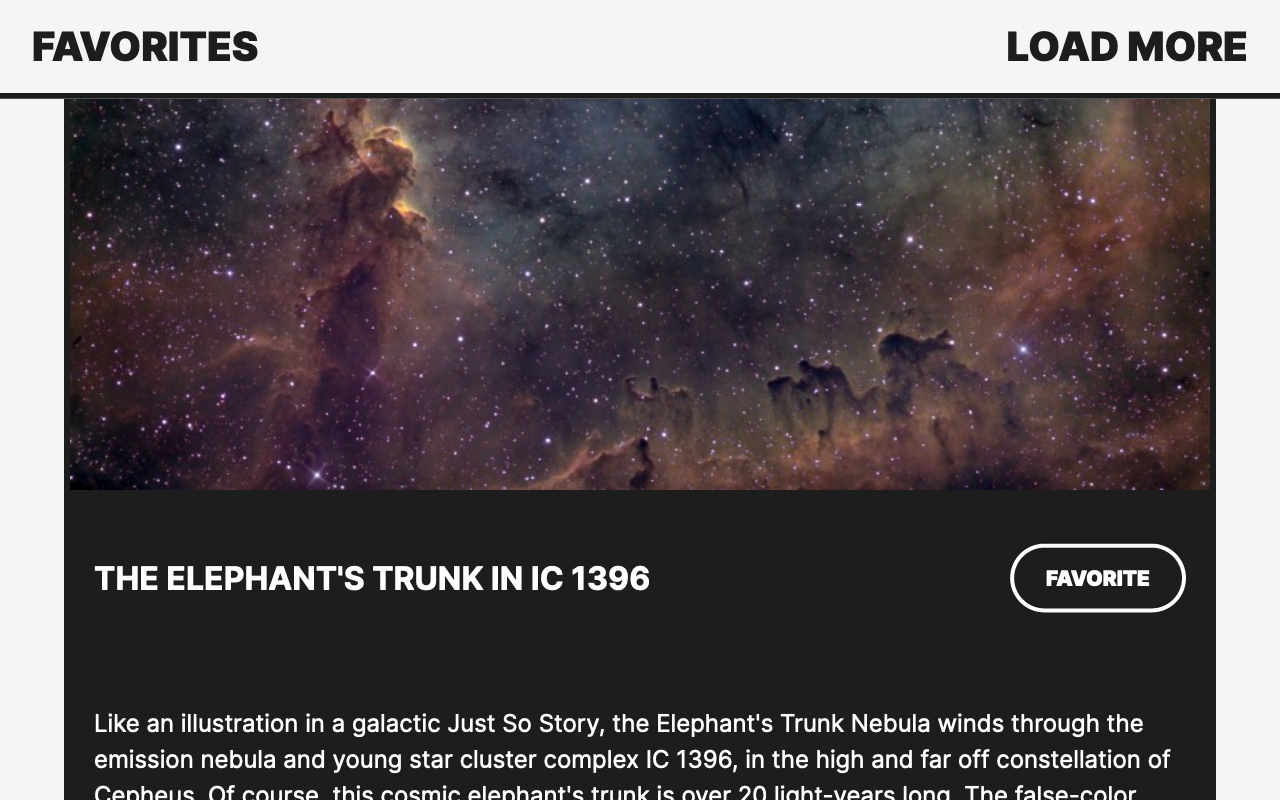 FAVORITES
LOAD MORE
THE ELEPHANT'S TRUNK IN IC 1396
FAVORITE
Like an illustration in a galactic Just So Story, the Elephant's Trunk Nebula winds through the
emission nebula and young star cluster complex IC 1396, in the high and far off constellation of
Cepheus. Of course, this cosmic elephant's trunk is over 20 light-years long. The false-color